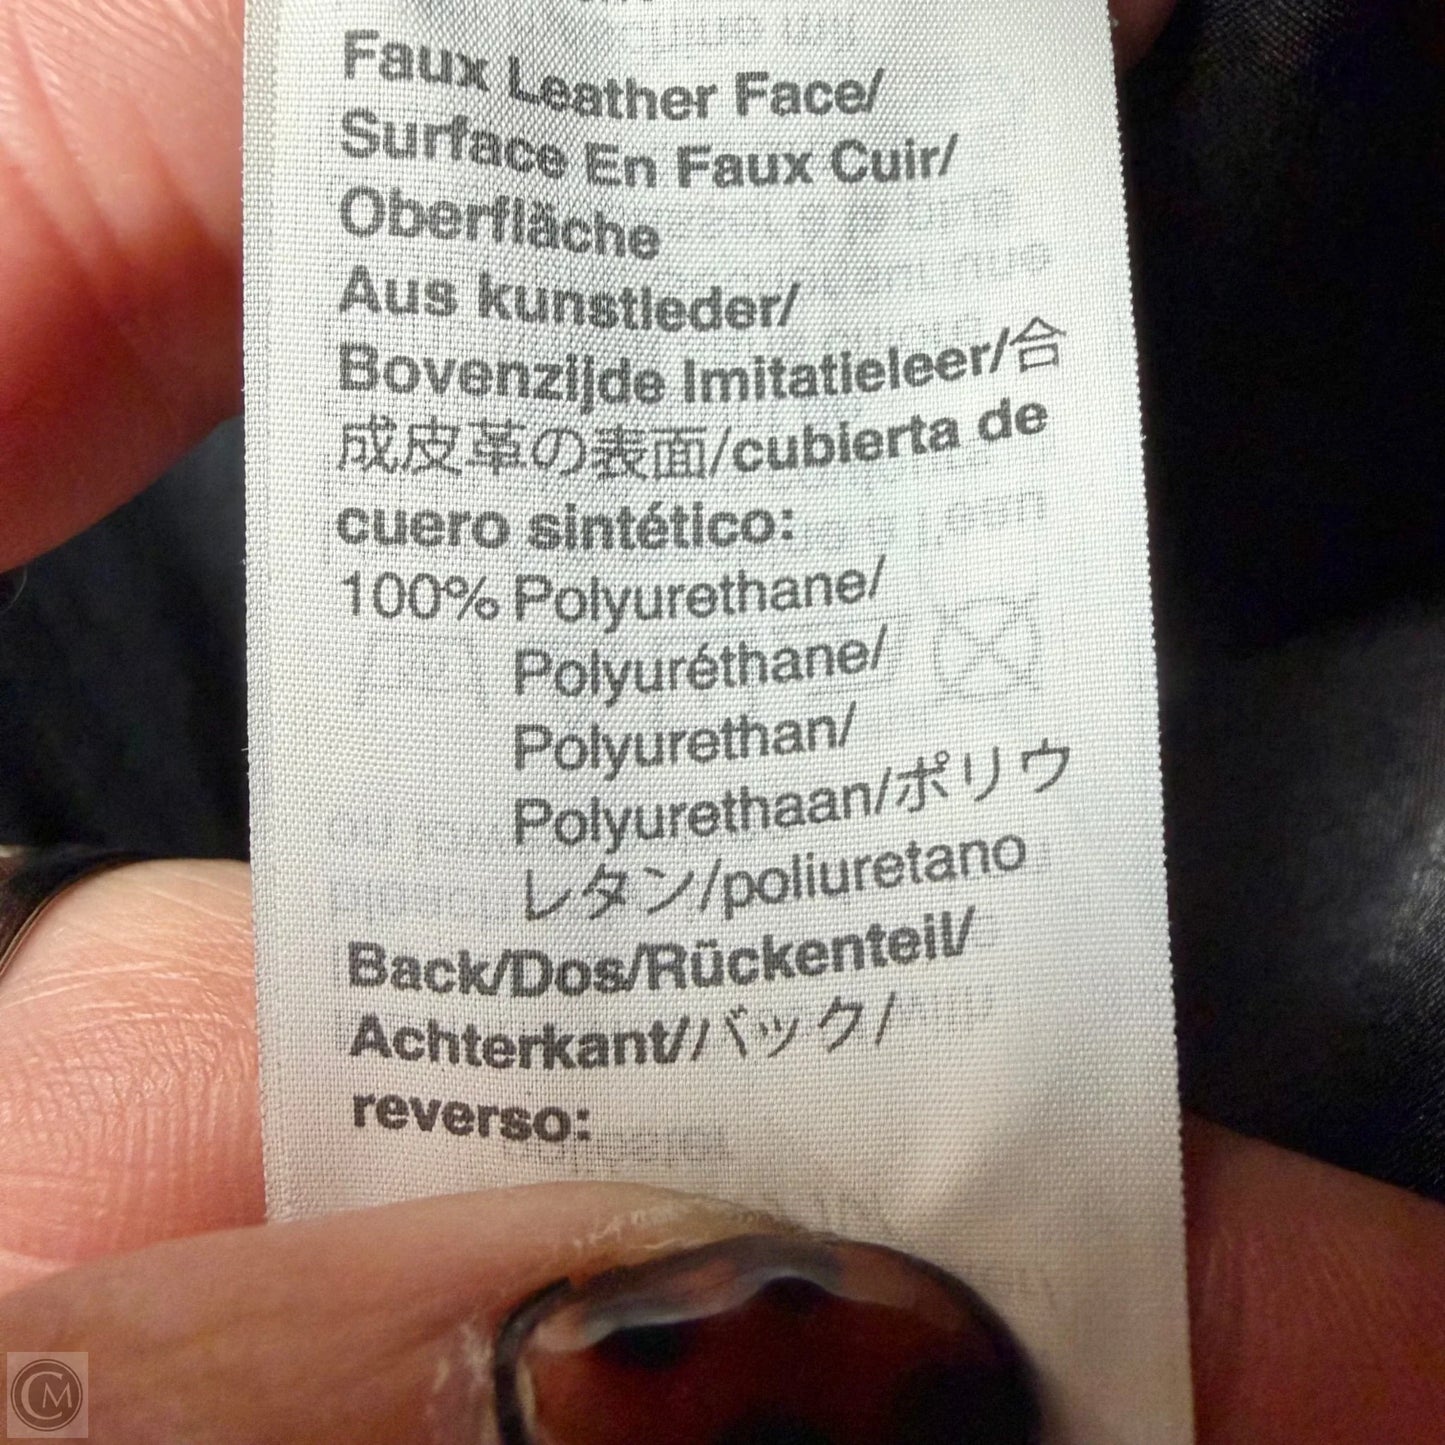 Faux Leather Face/
Surface En Faux Cuir/
Oberfläche
Aus kunstleder/
Bovenzijde Imitatieleer/合
成皮革の表面/cubierta de
cuero sintético:
100% Polyurethane/
Polyuréthane/
Polyurethan/
Polyurethaan/ポリウ
レタン/poliuretano
Back/Dos/Rückenteil/
Achterkant/バック/
reverso:
CM